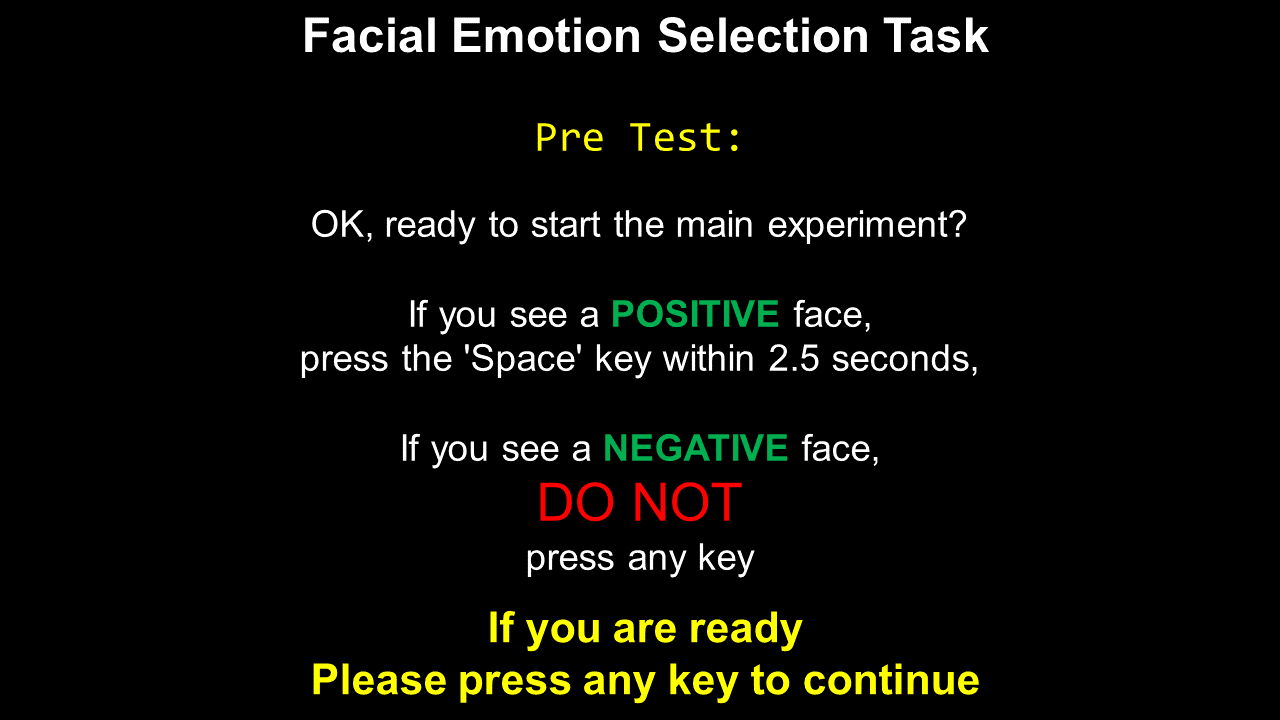 Facial Emotion Selection Task
Pre Test:
OK, ready to start the main experiment?
If you see a POSITIVE face,
press the 'Space' key within 2.5 seconds,
If you see a NEGATIVE face,
DO NOT
press any key
If you are ready
Please press any key to continue